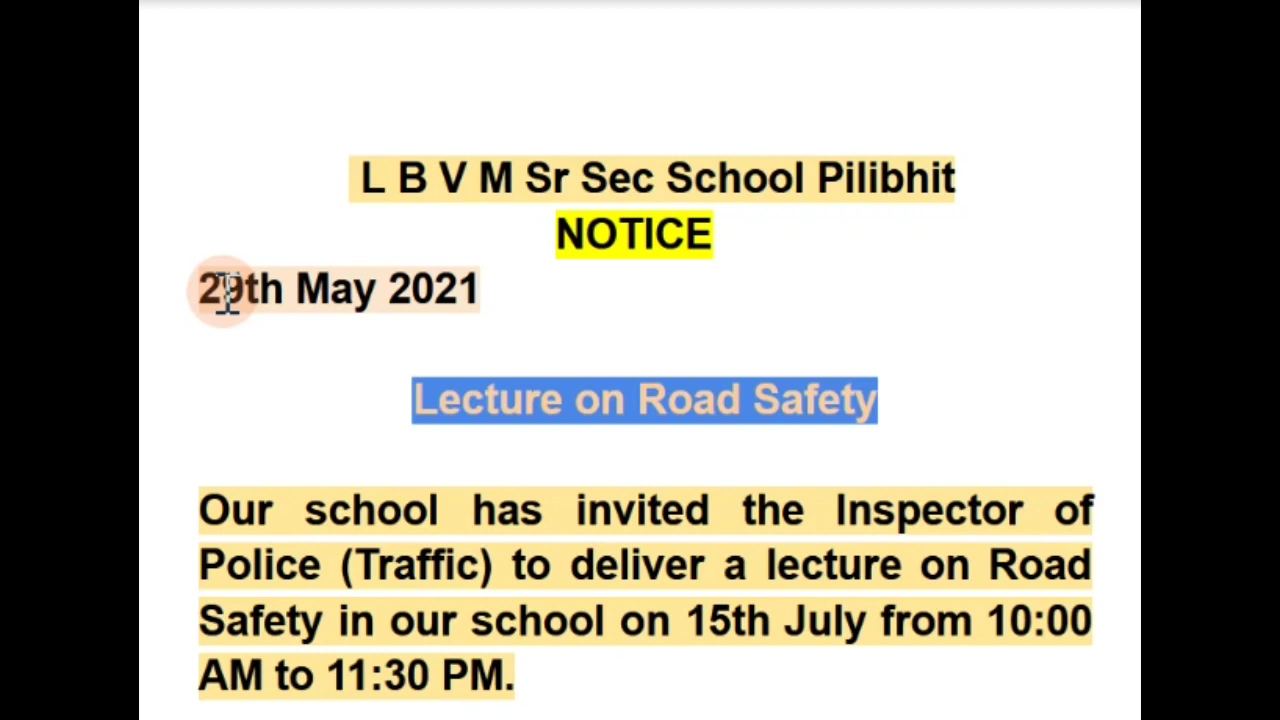 L B V M Sr Sec School Pilibhit
NOTICE
29th May 2021
Lecture on Road Safety
Our school has invited the Inspector of
Police (Traffic) to deliver a lecture on Road
Safety in our school on 15th July from 10:00
AM to 11:30 PM.